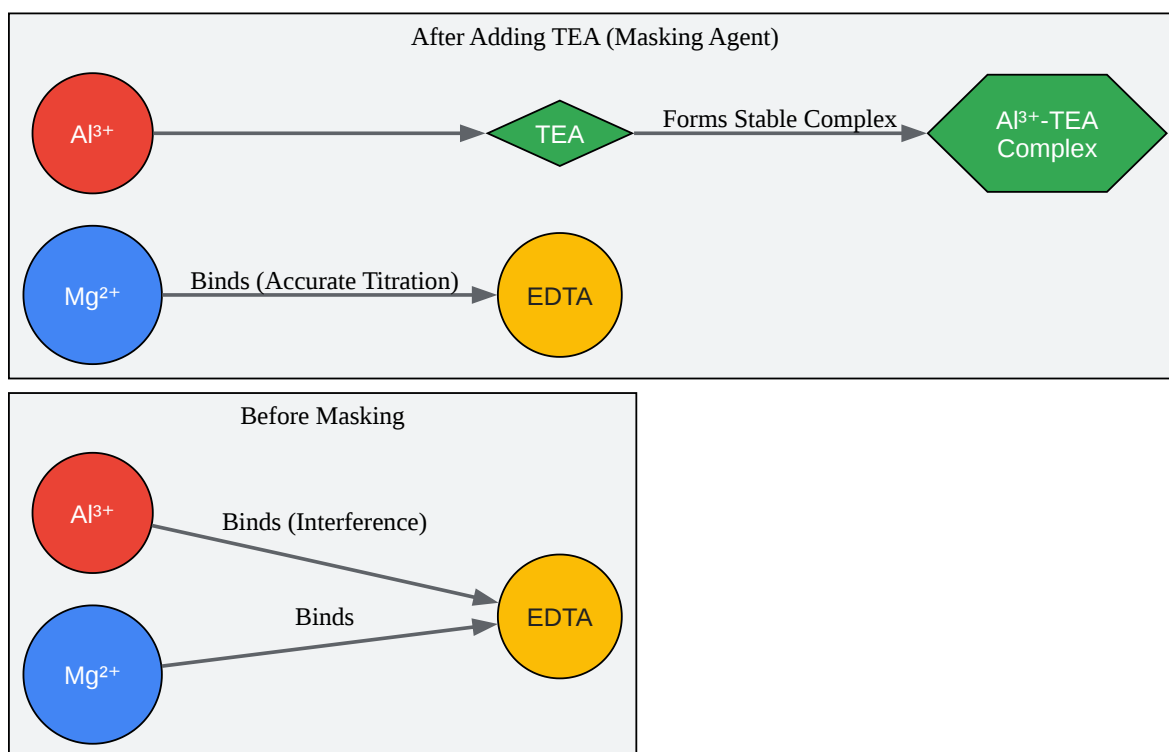 After Adding TEA (Masking Agent)
Al³⁺
TEA
Forms Stable Complex
Al³⁺-TEA
Complex
Mg²⁺
Binds (Accurate Titration)
EDTA
Before Masking
Al³⁺
Binds (Interference)
EDTA
Binds
Mg²⁺